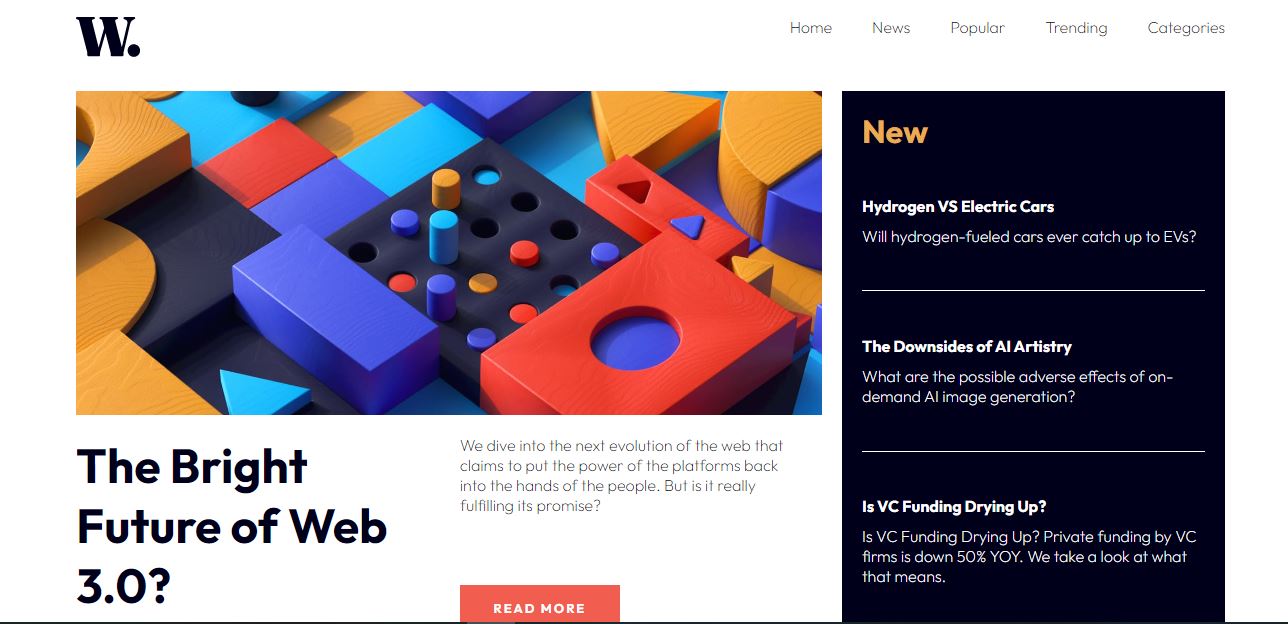 W.
Home News Popular Trending Categories
The Bright
Future of Web
3.0?
We dive into the next evolution of the web that
claims to put the power of the platforms back
into the hands of the people. But is it really
fulfilling its promise?
READ MORE
New
Hydrogen VS Electric Cars
Will hydrogen-fueled cars ever catch up to EVs?
The Downsides of AI Artistry
What are the possible adverse effects of on-
demand AI image generation?
Is VC Funding Drying Up?
Is VC Funding Drying Up? Private funding by VC
firms is down 50% YOY. We take a look at what
that means.